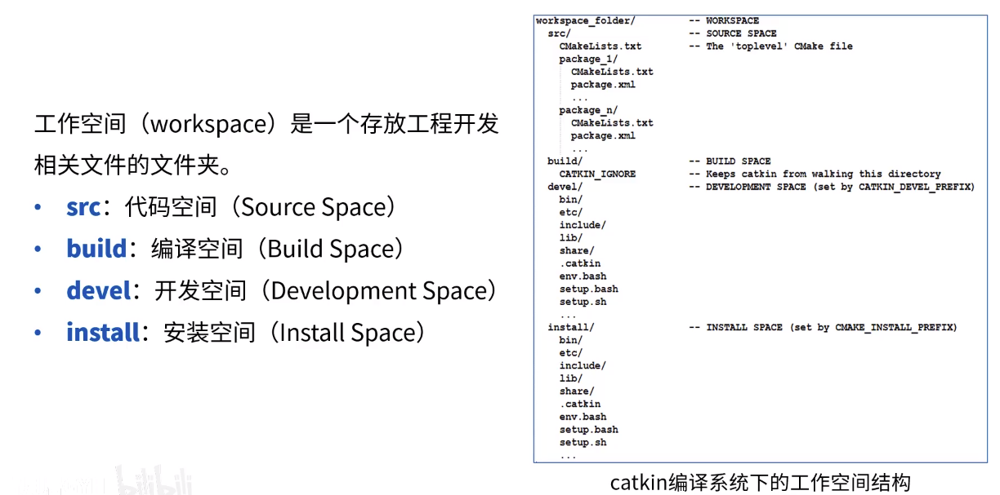 工作空间（workspace）是一个存放工程开发
相关文件的文件夹。
• src：代码空间（Source Space）
• build：编译空间（Build Space）
• devel：开发空间（Development Space）
• install：安装空间（Install Space）
workspace_folder/ -- WORKSPACE
src/ -- SOURCE SPACE
CMakeLists.txt -- The 'toplevel' CMake file
package_1/
CMakeLists.txt
package.xml
...
package_n/
CMakeLists.txt
package.xml
...
build/ -- BUILD SPACE
CATKIN_IGNORE -- Keeps catkin from walking this directory
devel/ -- DEVELOPMENT SPACE (set by CATKIN_DEVEL_PREFIX)
bin/
etc/
include/
lib/
share/
.catkin
env.bash
setup.bash
setup.sh
...
install/ -- INSTALL SPACE (set by CMAKE_INSTALL_PREFIX)
bin/
etc/
include/
lib/
share/
.catkin
env.bash
setup.bash
setup.sh
...
catkin编译系统下的工作空间结构
bilibili